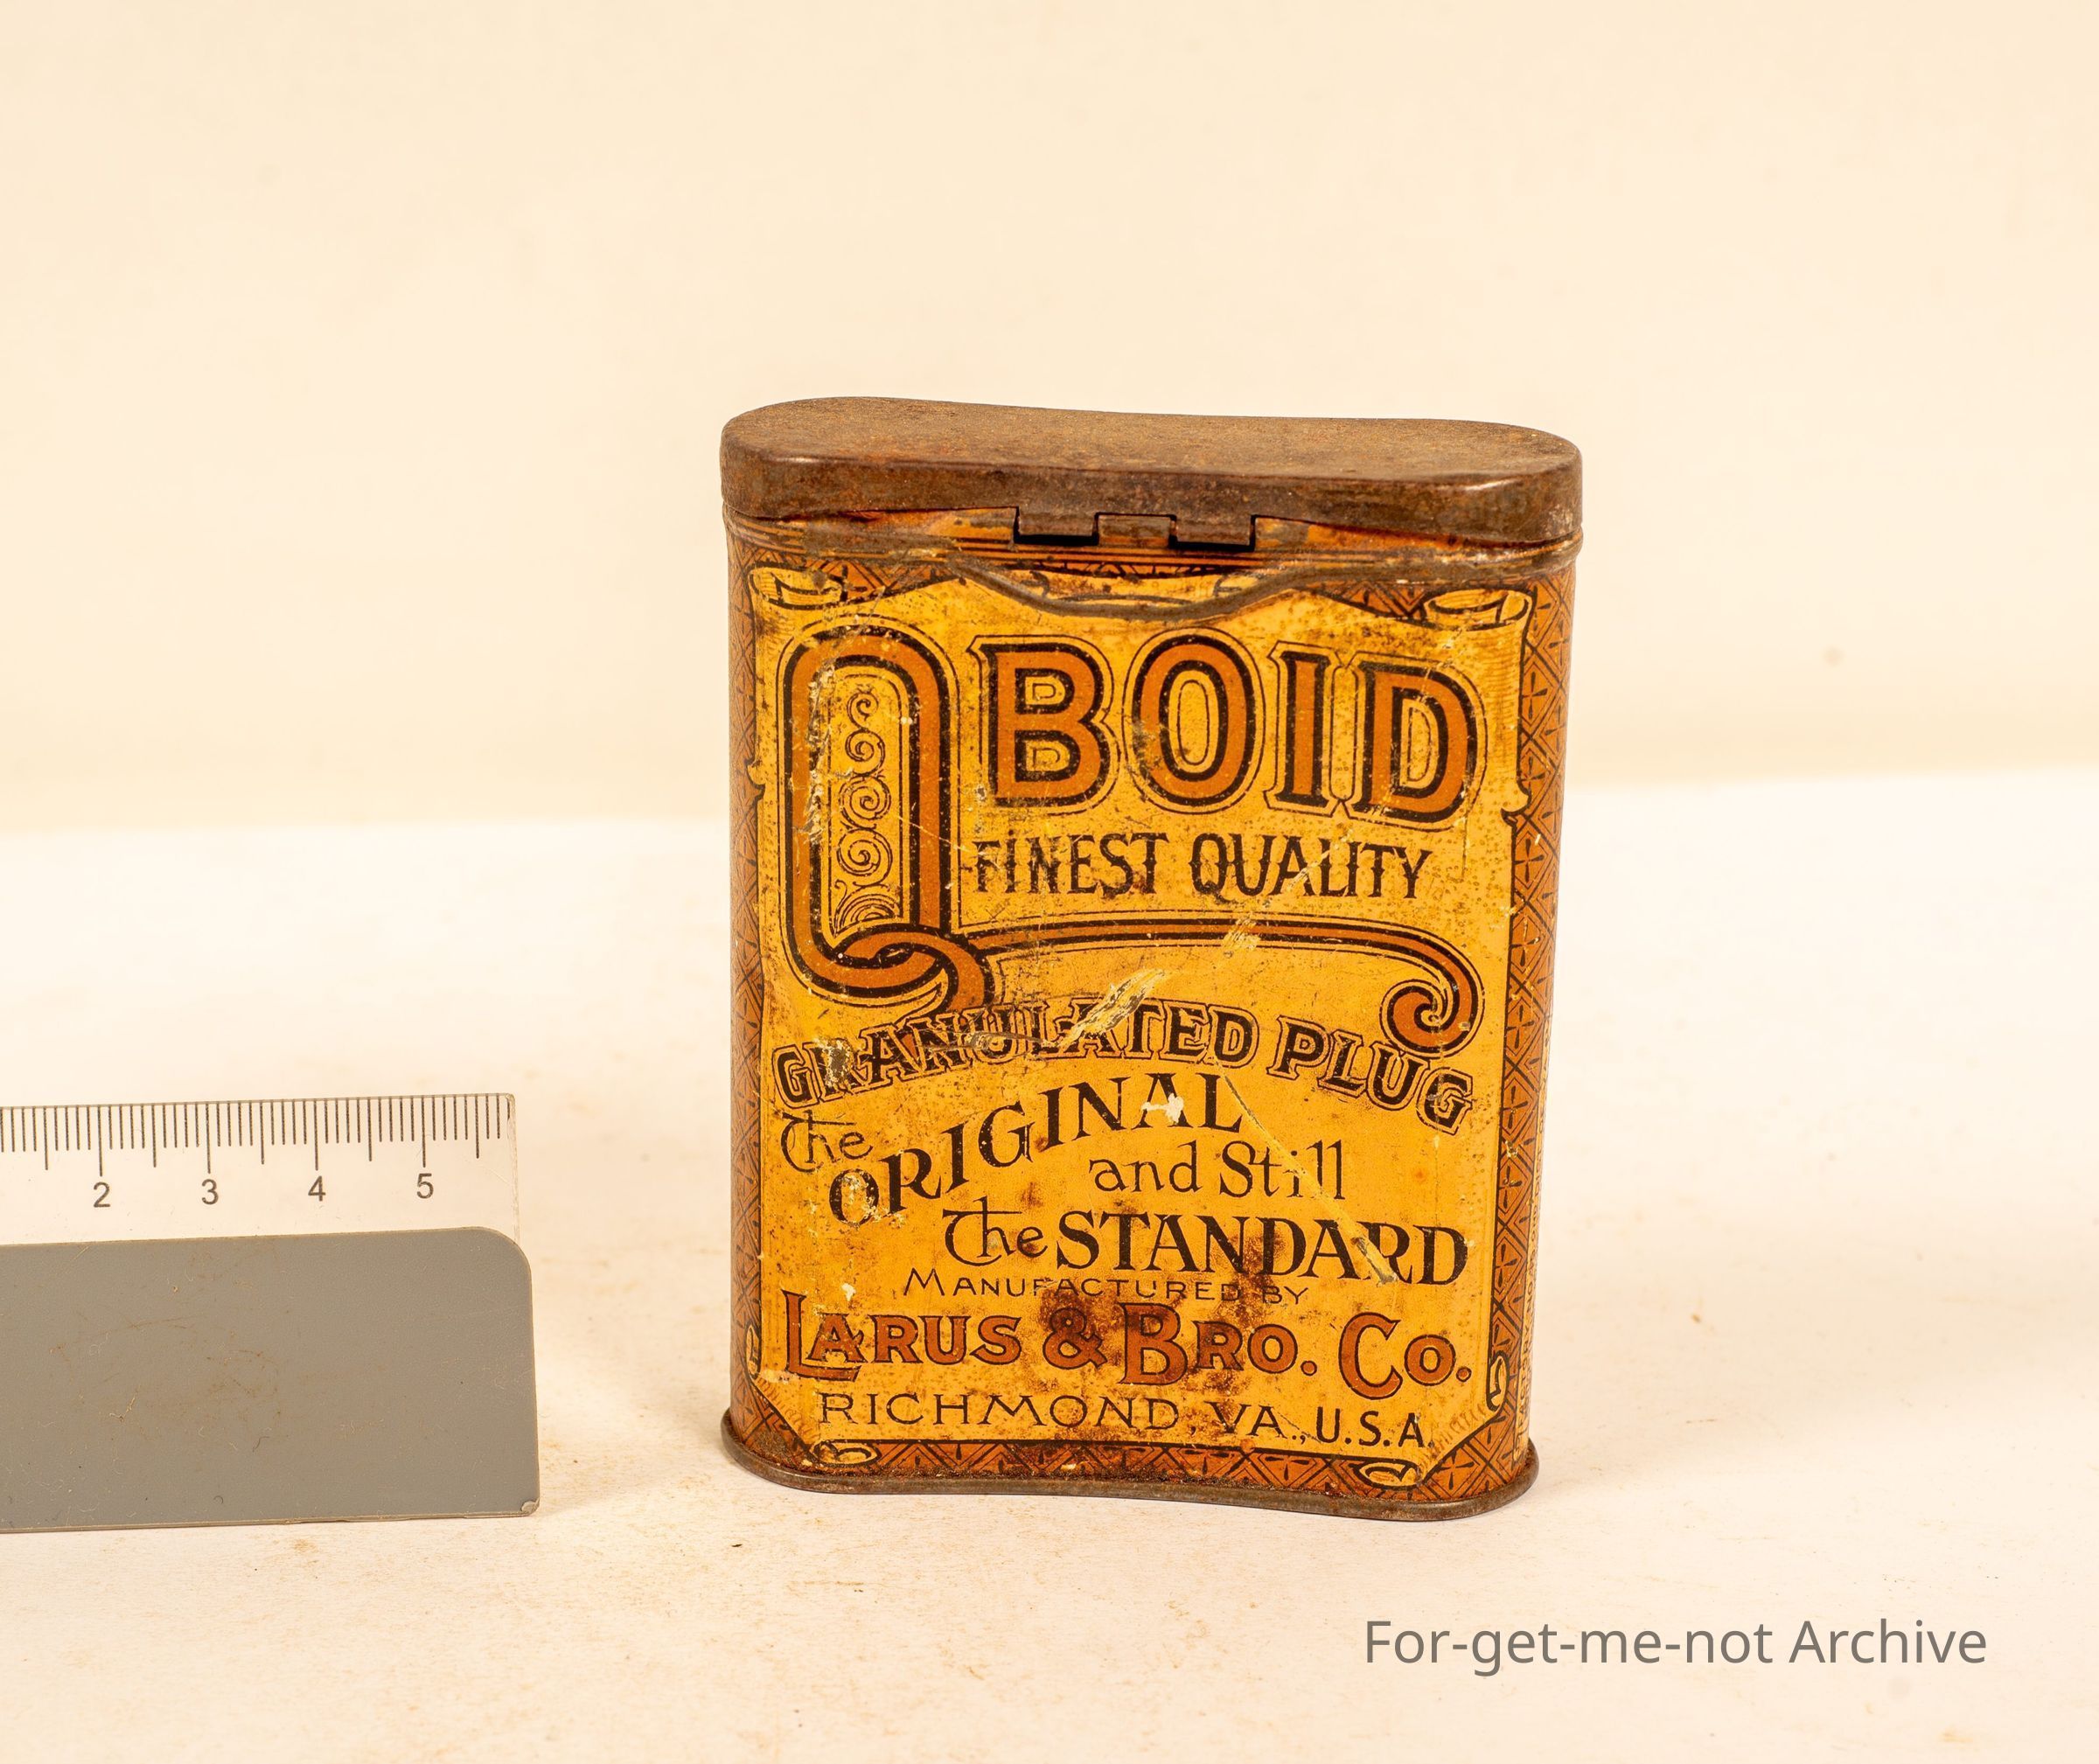 QBOID
FINEST QUALITY
GRANULATED PLUG
The ORIGINAL
and Still
The STANDARD
MANUFACTURED BY
LARUS & BRO. CO.
RICHMOND, VA., U.S.A.
2 3 4 5
For-get-me-not Archive